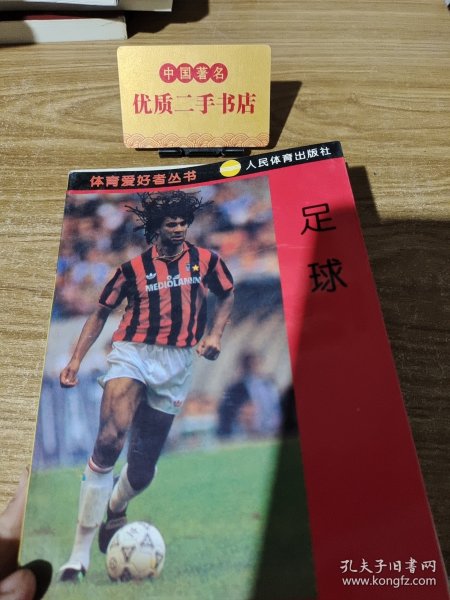 中国著名
优质二手书店
体育爱好者丛书
人民体育出版社
足球
MEDIOLANUM
孔夫子旧书网
www.kongfz.com